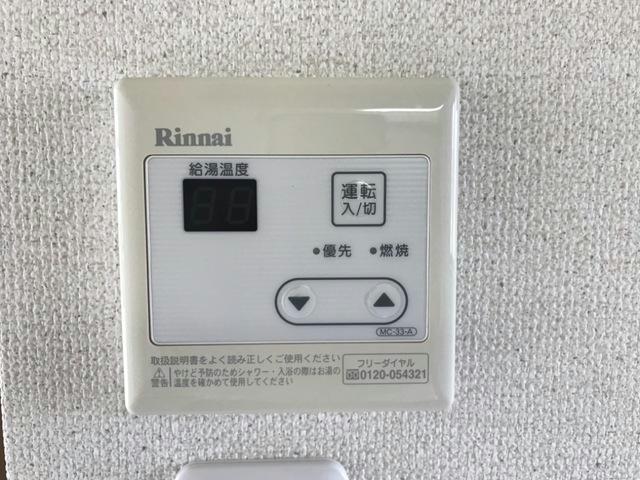 Rinnai
給湯温度
運転
入/切
•優先 •燃焼
▼ ▲
MC-33-A
取扱説明書をよく読み正しくご使用ください
警告 やけど予防のためシャワー・入浴の際はお湯の
温度を確かめて使用してください
フリーダイヤル
0120-054321